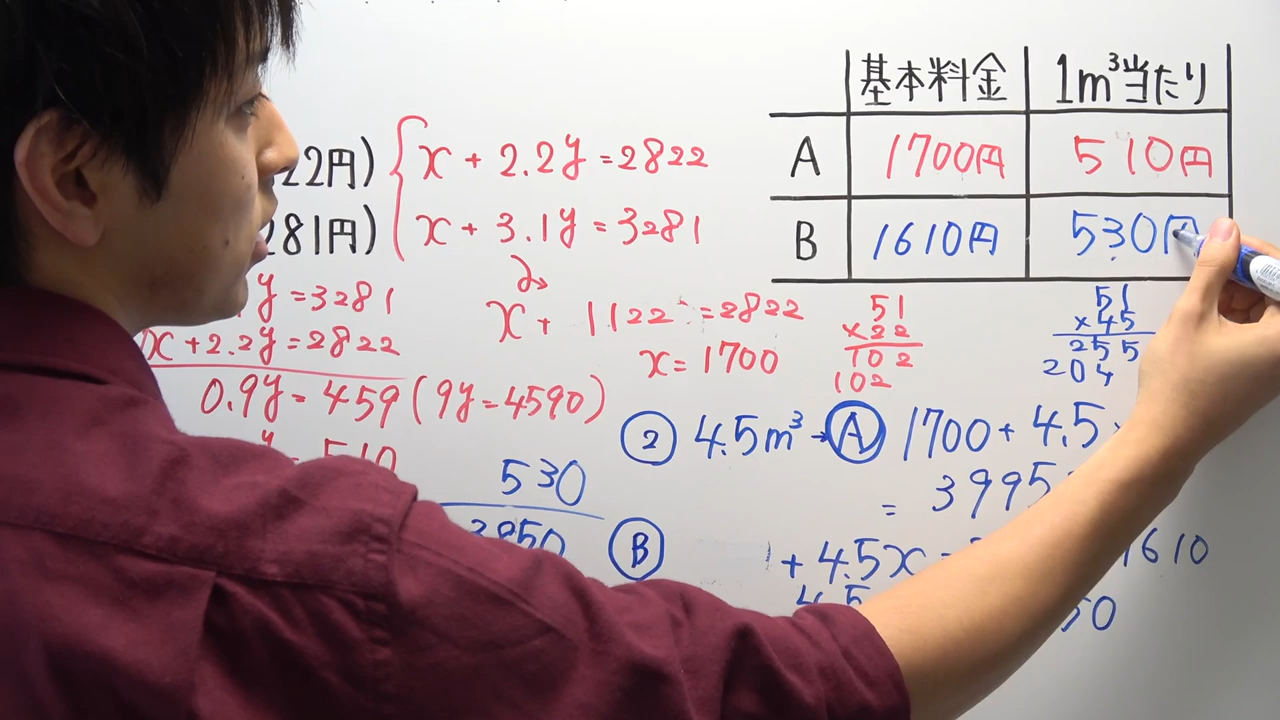 基本料金 1m³当たり
A 1700円 510円
B 1610円 530円
22円) x + 2.2y = 2822
281円) x + 3.1y = 3281
y = 3281
x + 2.2y = 2822
0.9y = 459 (9y = 4590)
= 510
x + 1122 = 2822
x = 1700
51
×22
102
102
51
×45
255
204
② 4.5m³→Ⓐ 1700 + 4.5
= 3995
530
3850
Ⓑ
+ 4.5x
1610
4.5
50